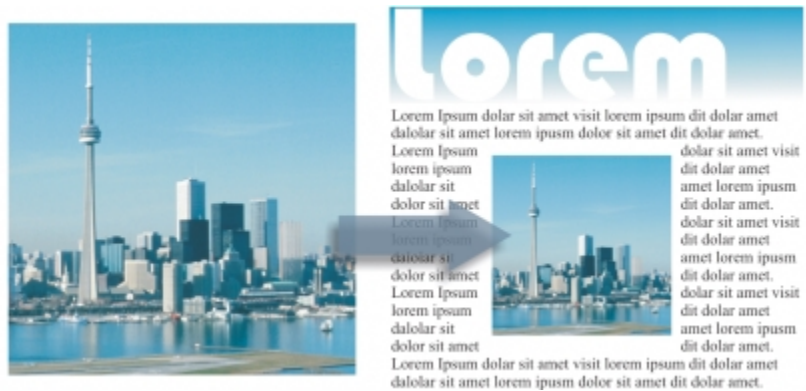 Lorem
Lorem Ipsum dolar sit amet visit lorem ipsum dit dolar amet
dalolar sit amet lorem ipusm dolor sit amet dit dolar amet.
Lorem Ipsum
lorem ipsum
dalolar sit
dolor sit amet
Lorem Ipsum
lorem ipsum
dalolar sit
dolor sit amet
Lorem Ipsum
lorem ipsum
dalolar sit
dolor sit amet
dolar sit amet visit
dit dolar amet
amet lorem ipusm
dit dolar amet.
dolar sit amet visit
dit dolar amet
amet lorem ipusm
dit dolar amet.
dolar sit amet visit
dit dolar amet
amet lorem ipusm
dit dolar amet.
Lorem Ipsum dolar sit amet visit lorem ipsum dit dolar amet
dalolar sit amet lorem ipusm dolor sit amet dit dolar amet.